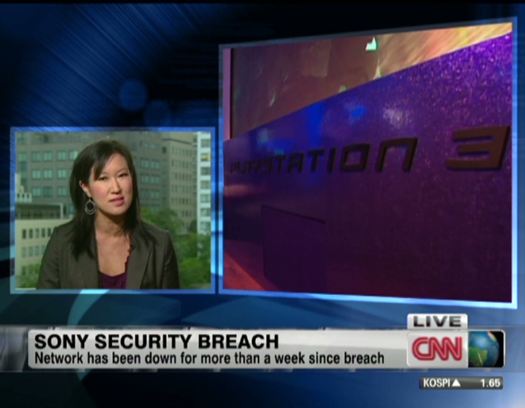 PLAYSTATION 3
LIVE
SONY SECURITY BREACH
Network has been down for more than a week since breach
CNN
KOSPI ▲ 1.65